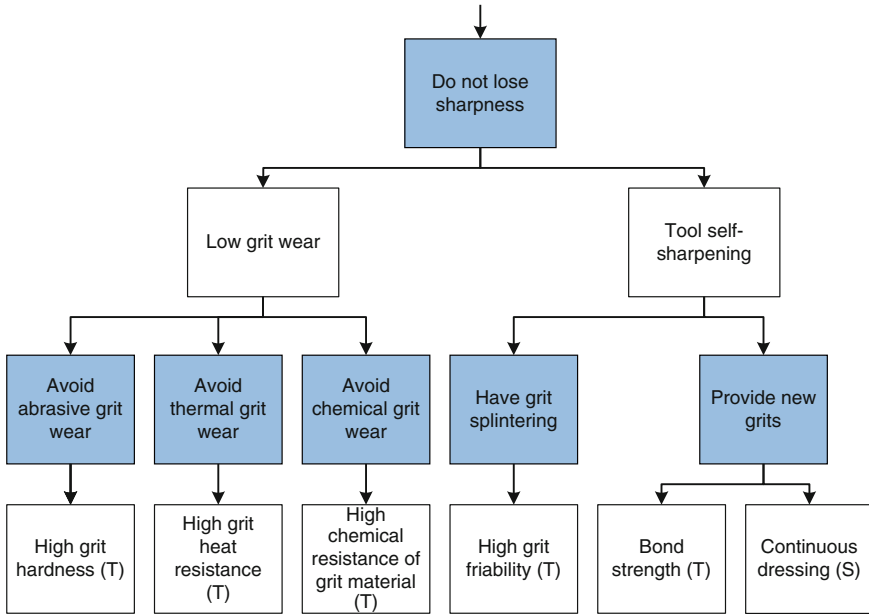 Do not lose
sharpness
Low grit wear
Tool self-
sharpening
Avoid
abrasive grit
wear
Avoid
thermal grit
wear
Avoid
chemical grit
wear
Have grit
splintering
Provide new
grits
High grit
hardness (T)
High grit
heat
resistance
(T)
High
chemical
resistance of
grit material
(T)
High grit
friability (T)
Bond
strength (T)
Continuous
dressing (S)